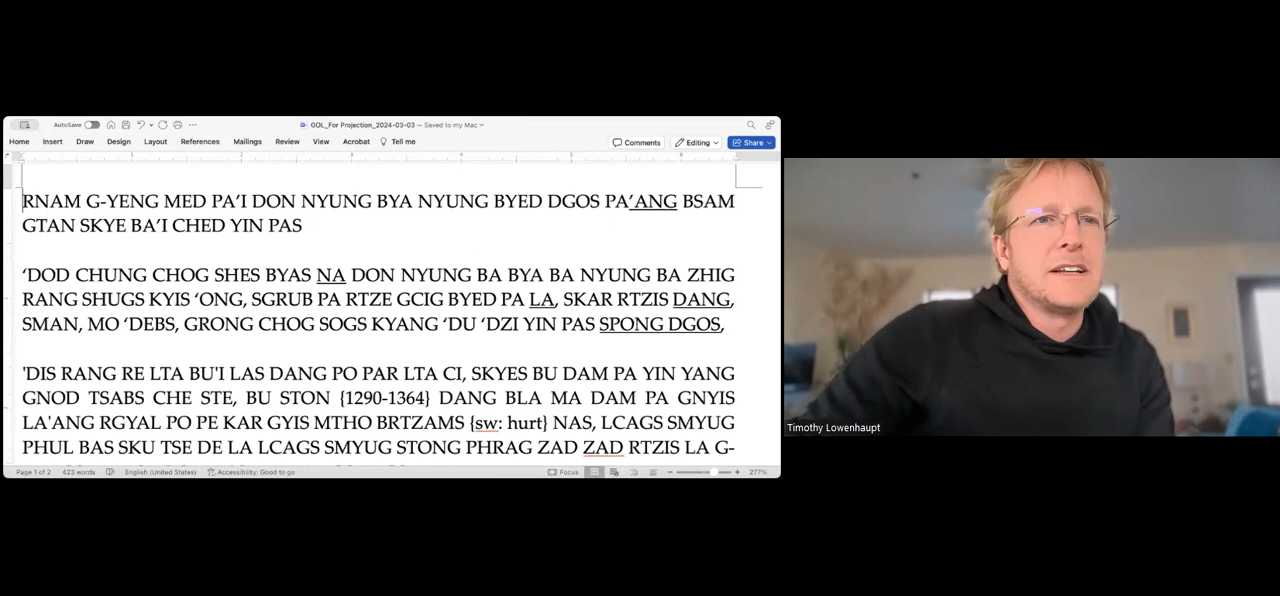 AutoSave
GOL_For Projection_2024-03-03 — Saved to my Mac
Home Insert Draw Design Layout References Mailings Review View Acrobat Tell me Comments Editing Share
RNAM G-YENG MED PA’I DON NYUNG BYA NYUNG BYED DGOS PA’ANG BSAM
GTAN SKYE BA’I CHED YIN PAS
‘DOD CHUNG CHOG SHES BYAS NA DON NYUNG BA BYA BA NYUNG BA ZHIG
RANG SHUGS KYIS ‘ONG, SGRUB PA RTZE GCIG BYED PA LA, SKAR RTZIS DANG,
SMAN, MO ‘DEBS, GRONG CHOG SOGS KYANG ‘DU ‘DZI YIN PAS SPONG DGOS,
'DIS RANG RE LTA BU'I LAS DANG PO PAR LTA CI, SKYES BU DAM PA YIN YANG
GNOD TSABS CHE STE, BU STON {1290-1364} DANG BLA MA DAM PA GNYIS
LA'ANG RGYAL PO PE KAR GYIS MTHO BRTZAMS {sw: hurt} NAS, LCAGS SMYUG
PHUL BAS SKU TSE DE LA LCAGS SMYUG STONG PHRAG ZAD ZAD RTZIS LA G-
Page 1 of 2 423 words English (United States) Accessibility: Good to go Focus 277%
Timothy Lowenhaupt